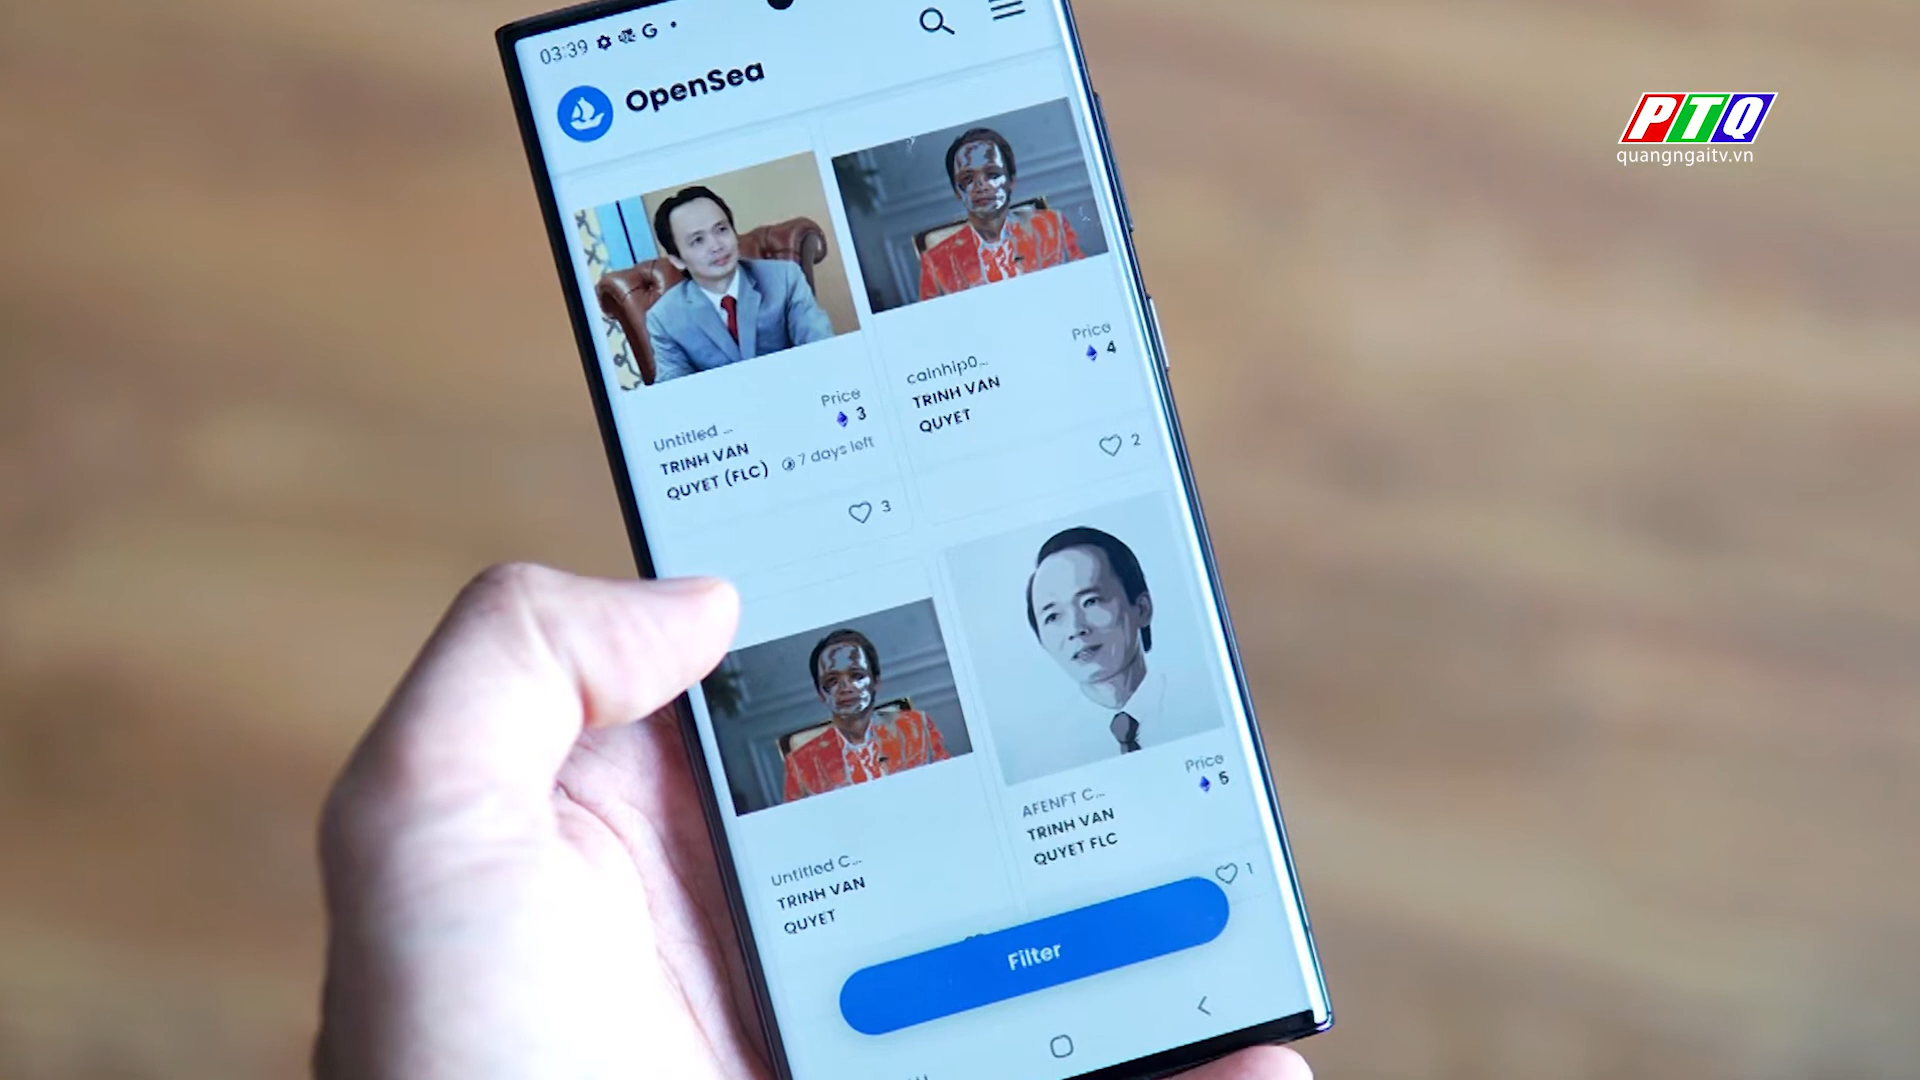 03:39
OpenSea
PTQ
quangngaitv.vn
Price
3
Untitled ...
TRINH VAN
QUYET (FLC)
7 days left
3
Price
4
calnhip0...
TRINH VAN
QUYET
2
Untitled C...
TRINH VAN
QUYET
Price
5
AFENFT C...
TRINH VAN
QUYET FLC
1
Filter